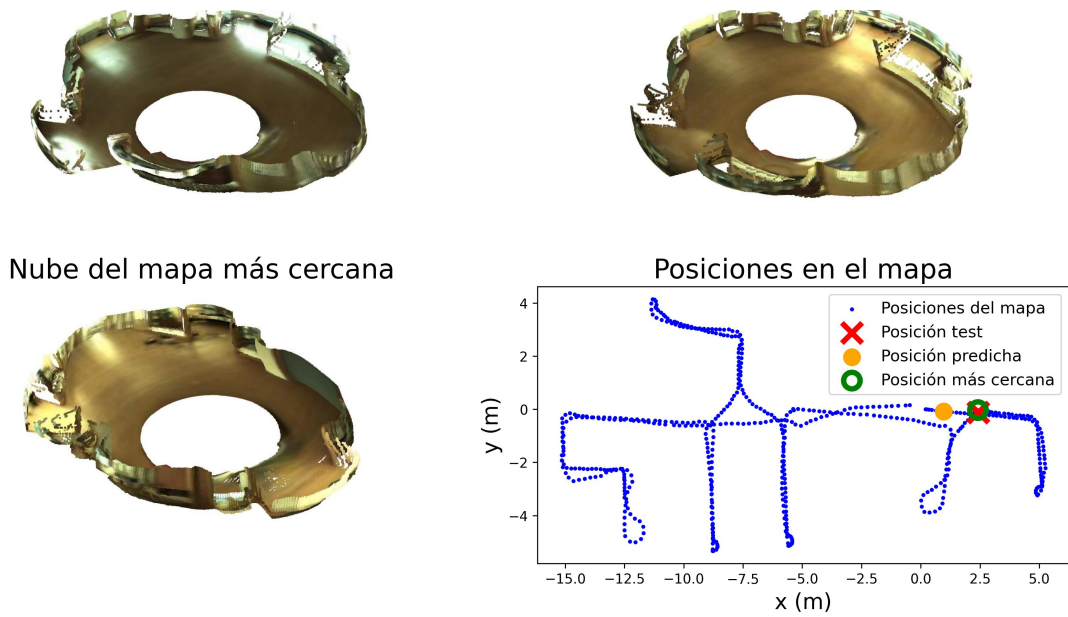 Nube del mapa más cercana
Posiciones en el mapa
Posiciones del mapa
Posición test
Posición predicha
Posición más cercana
4
2
0
−2
−4
y (m)
−15.0 −12.5 −10.0 −7.5 −5.0 −2.5 0.0 2.5 5.0
x (m)